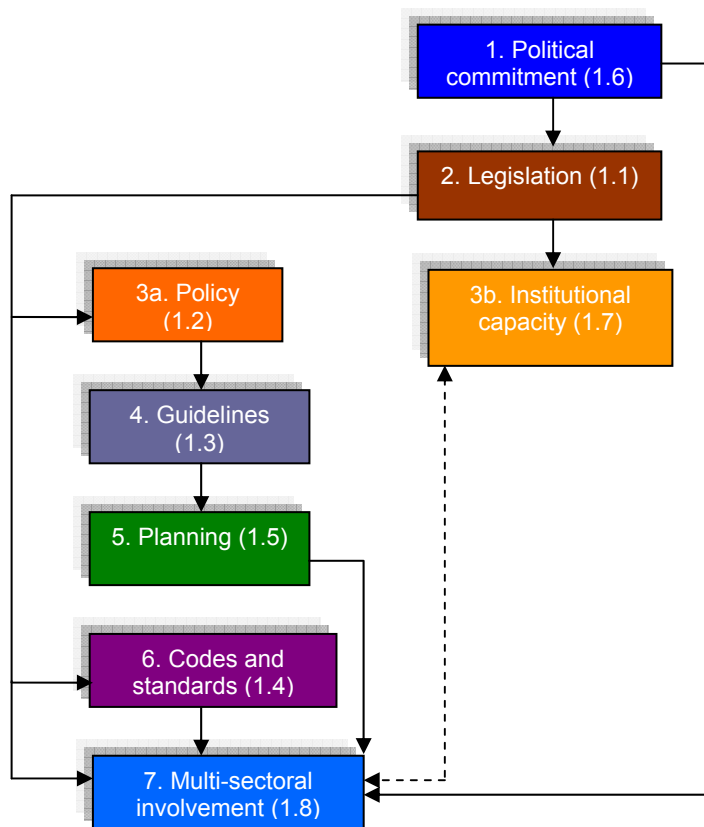 1. Political
commitment (1.6)
2. Legislation (1.1)
3a. Policy
(1.2)
3b. Institutional
capacity (1.7)
4. Guidelines
(1.3)
5. Planning (1.5)
6. Codes and
standards (1.4)
7. Multi-sectoral
involvement (1.8)